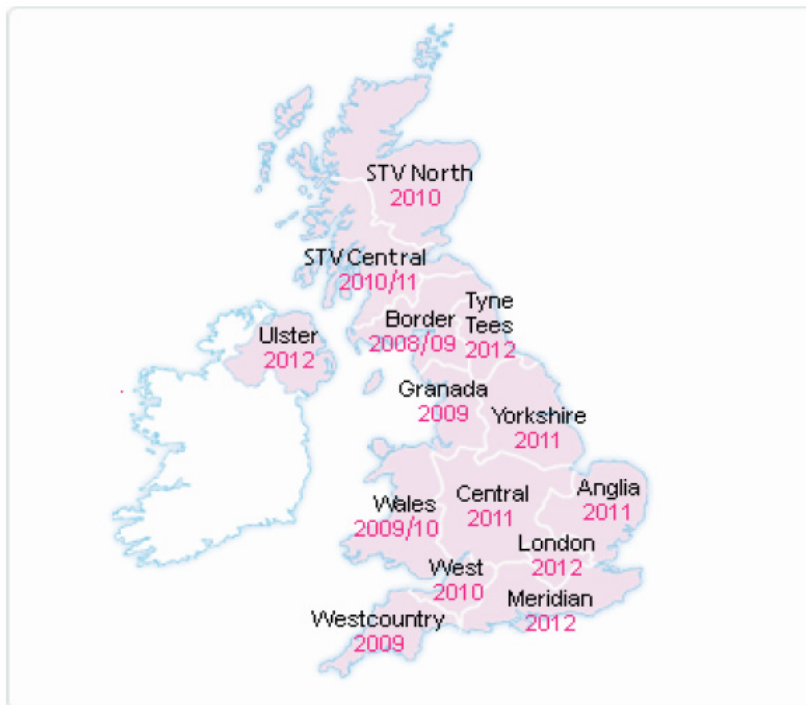 STV North
2010
STV Central
2010/11
Tyne
Tees
2012
Border
2008/09
Ulster
2012
Granada
2009
Yorkshire
2011
Anglia
2011
Central
2011
Wales
2009/10
London
2012
West
2010
Meridian
2012
Westcountry
2009